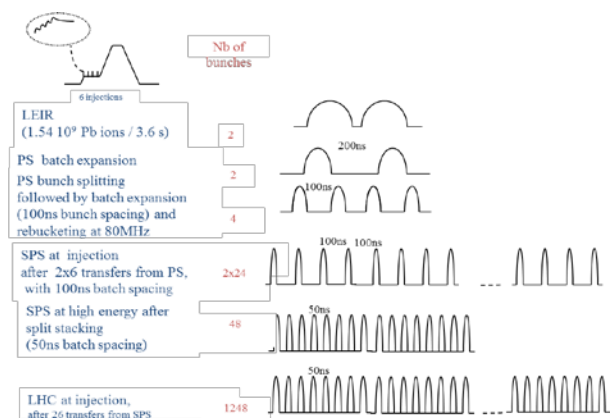 Nb of
bunches
6 injections
LEIR
(1.54 10⁹ Pb ions / 3.6 s)
2
PS batch expansion
2
200ns
PS bunch splitting
followed by batch expansion
(100ns bunch spacing) and
rebucketing at 80MHz
4
100ns
SPS at injection
after 2x6 transfers from PS,
with 100ns batch spacing
2x24
100ns 100ns
SPS at high energy after
split stacking
(50ns batch spacing)
48
50ns
LHC at injection,
after 26 transfers from SPS
1248
50ns